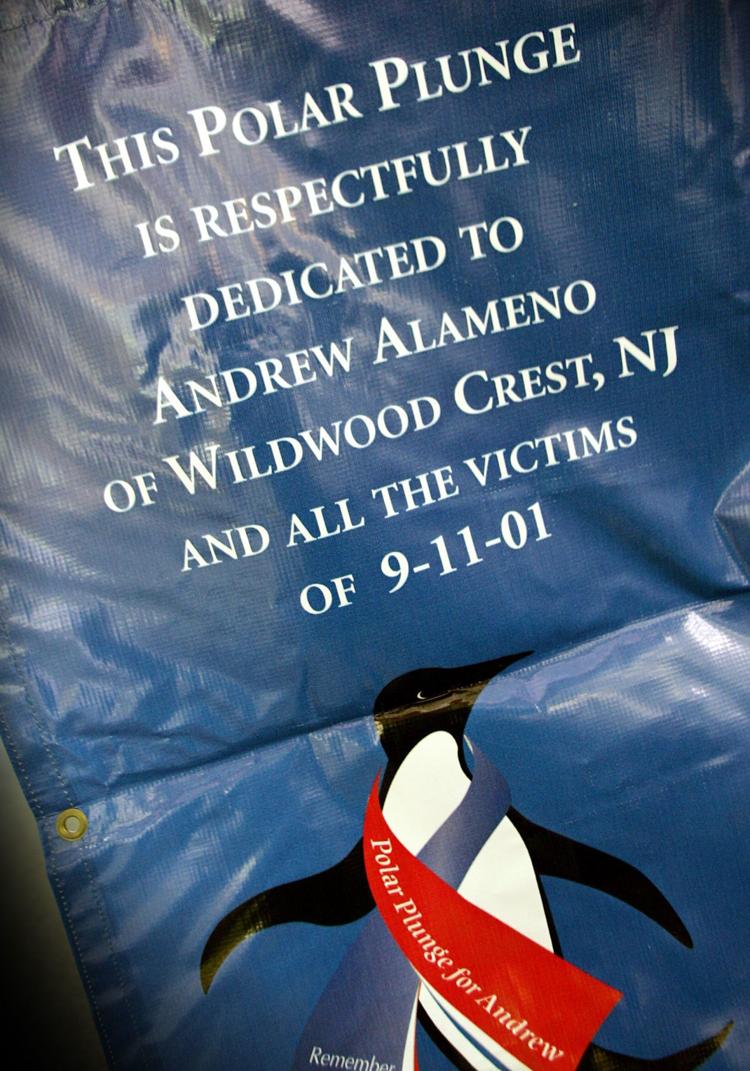 This Polar Plunge
is respectfully
dedicated to
Andrew Alameno
of Wildwood Crest, NJ
and all the victims
of 9-11-01
Polar Plunge for Andrew
Remember